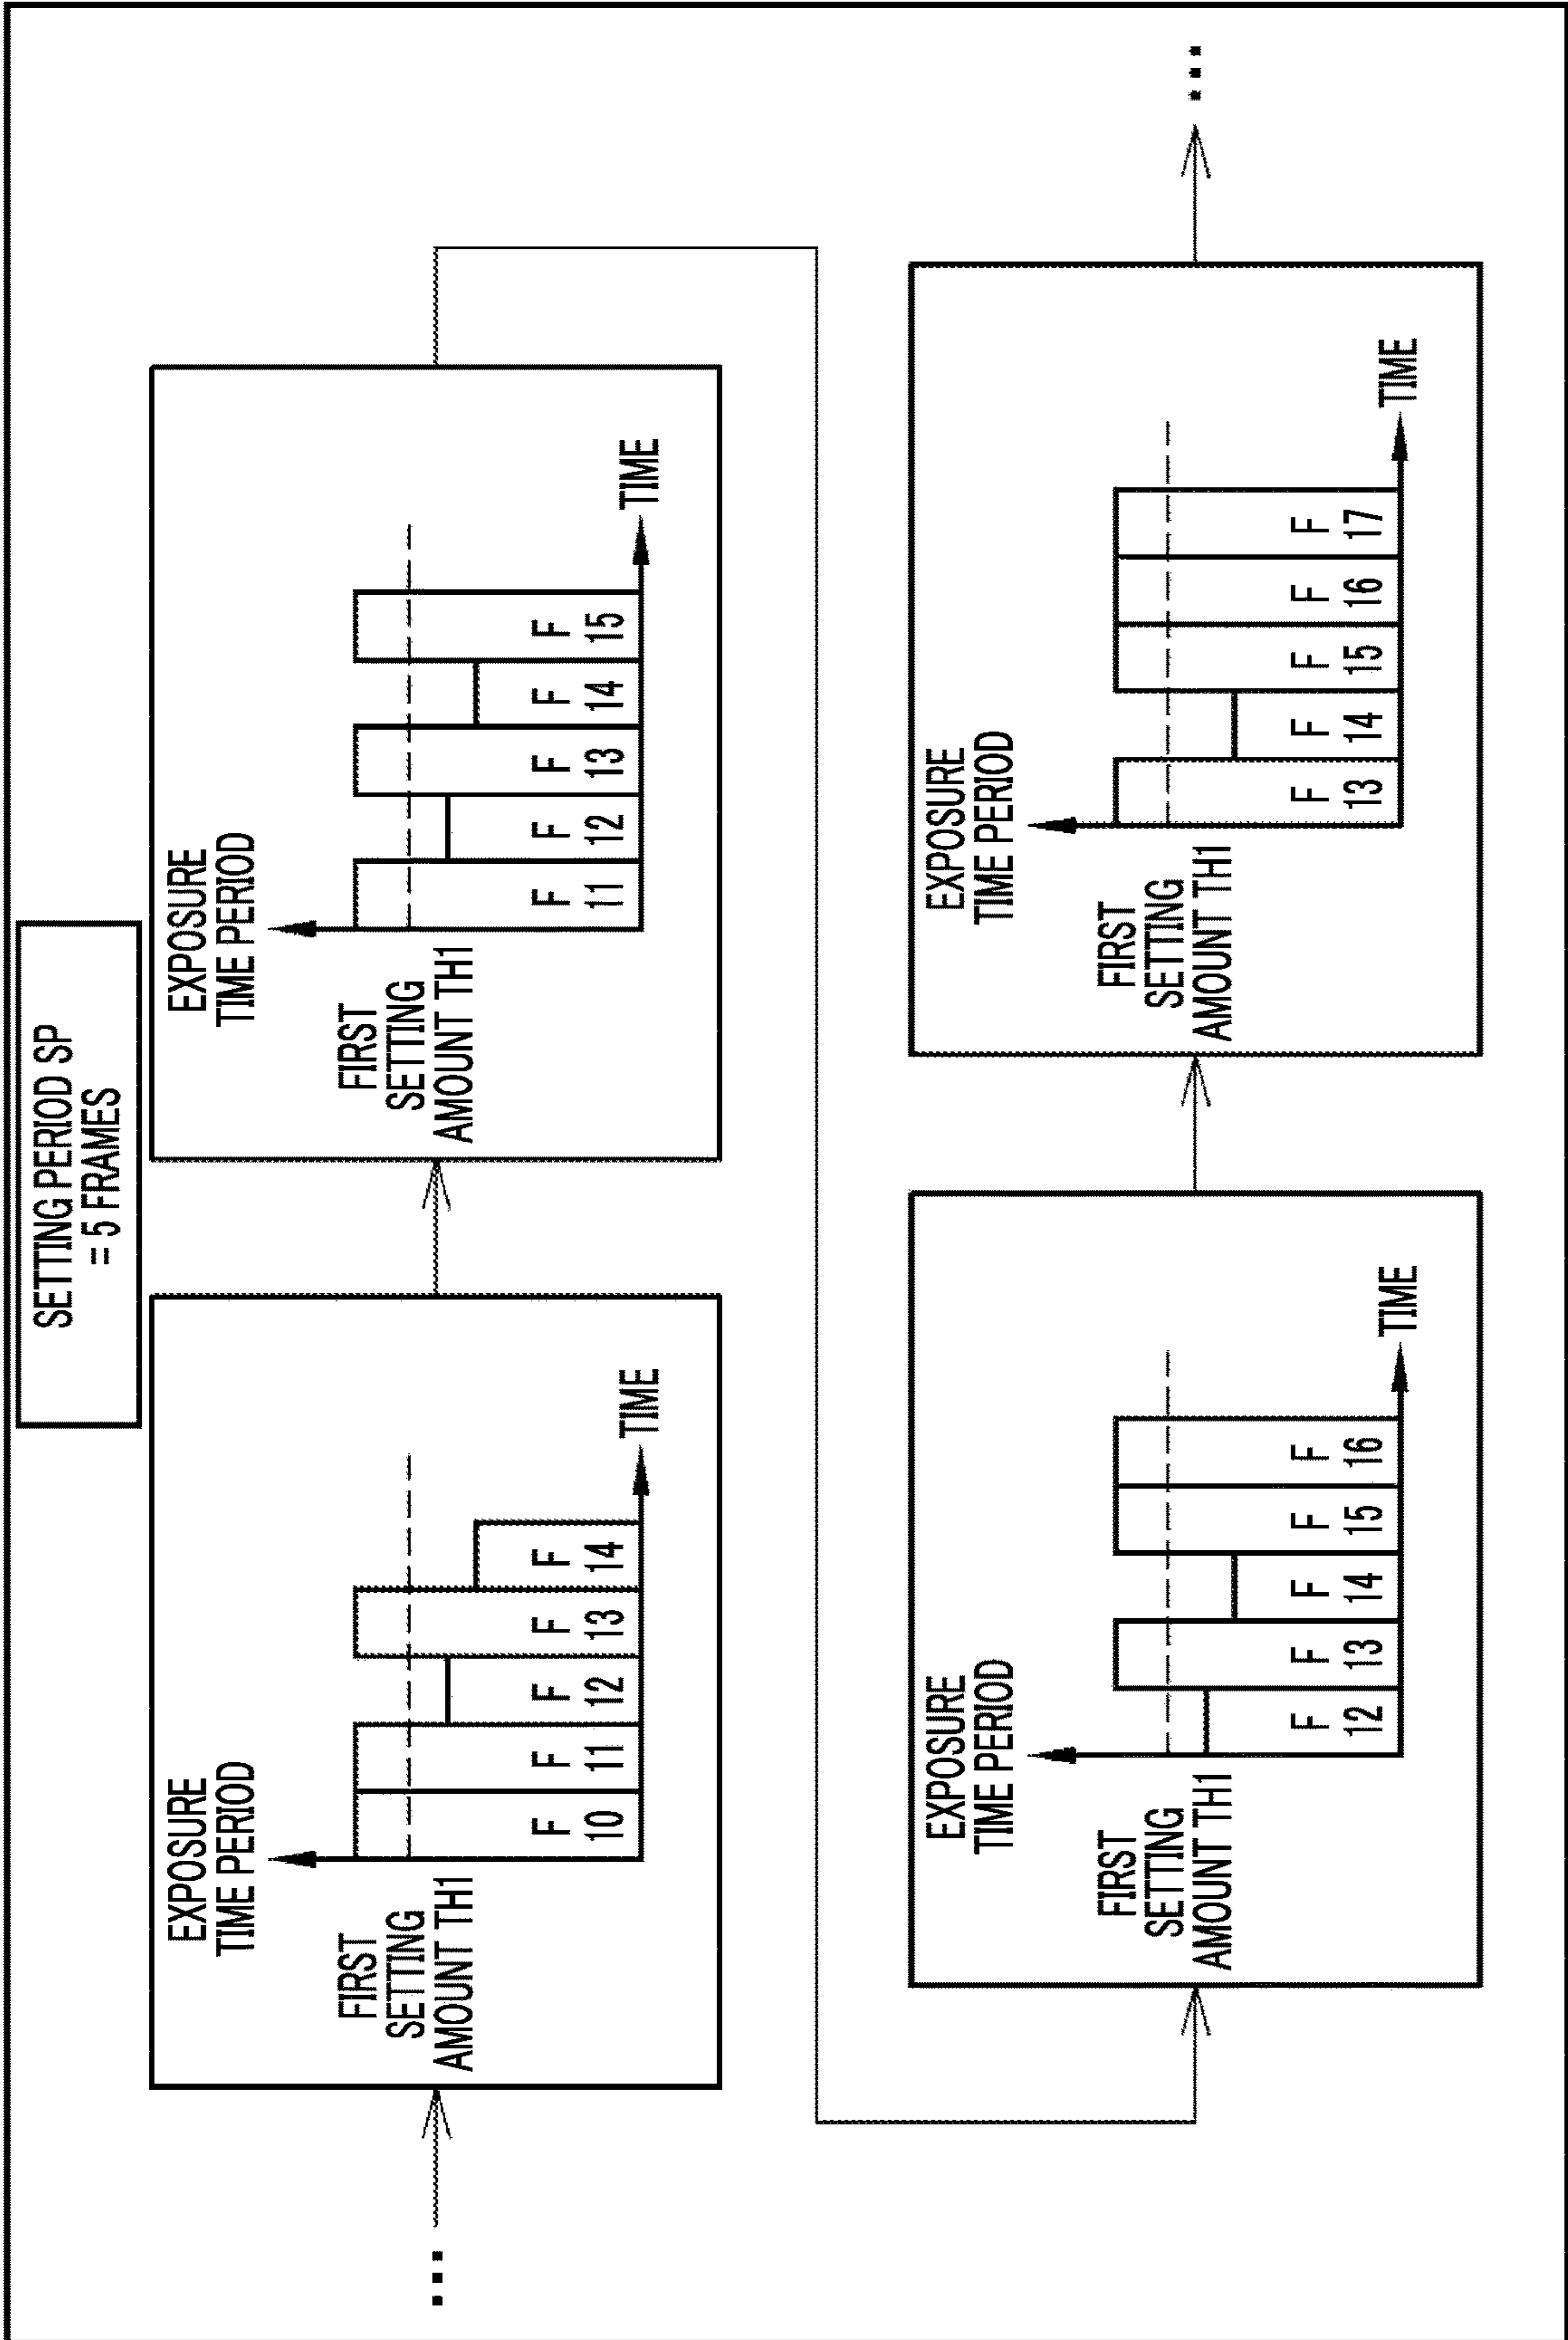 SETTING PERIOD SP
= 5 FRAMES
EXPOSURE
TIME PERIOD
FIRST
SETTING
AMOUNT TH1
F
10
F
11
F
12
F
13
F
14
TIME
EXPOSURE
TIME PERIOD
FIRST
SETTING
AMOUNT TH1
F
11
F
12
F
13
F
14
F
15
TIME
EXPOSURE
TIME PERIOD
FIRST
SETTING
AMOUNT TH1
F
12
F
13
F
14
F
15
F
16
TIME
EXPOSURE
TIME PERIOD
FIRST
SETTING
AMOUNT TH1
F
13
F
14
F
15
F
16
F
17
TIME